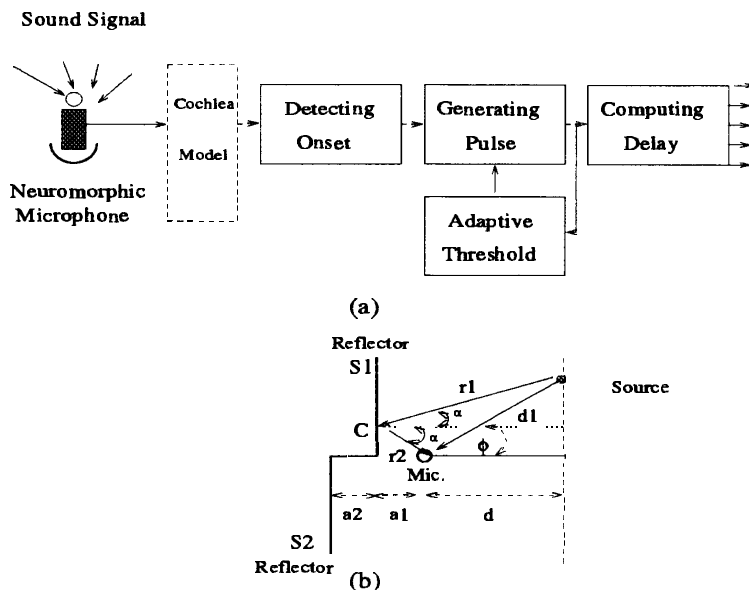 Sound Signal
Cochlea
Model
Detecting
Onset
Generating
Pulse
Computing
Delay
Neuromorphic
Microphone
Adaptive
Threshold
(a)
Reflector
S1
r1
Source
α
d1
C
α
ϕ
r2
Mic.
a2
a1
d
S2
Reflector
(b)